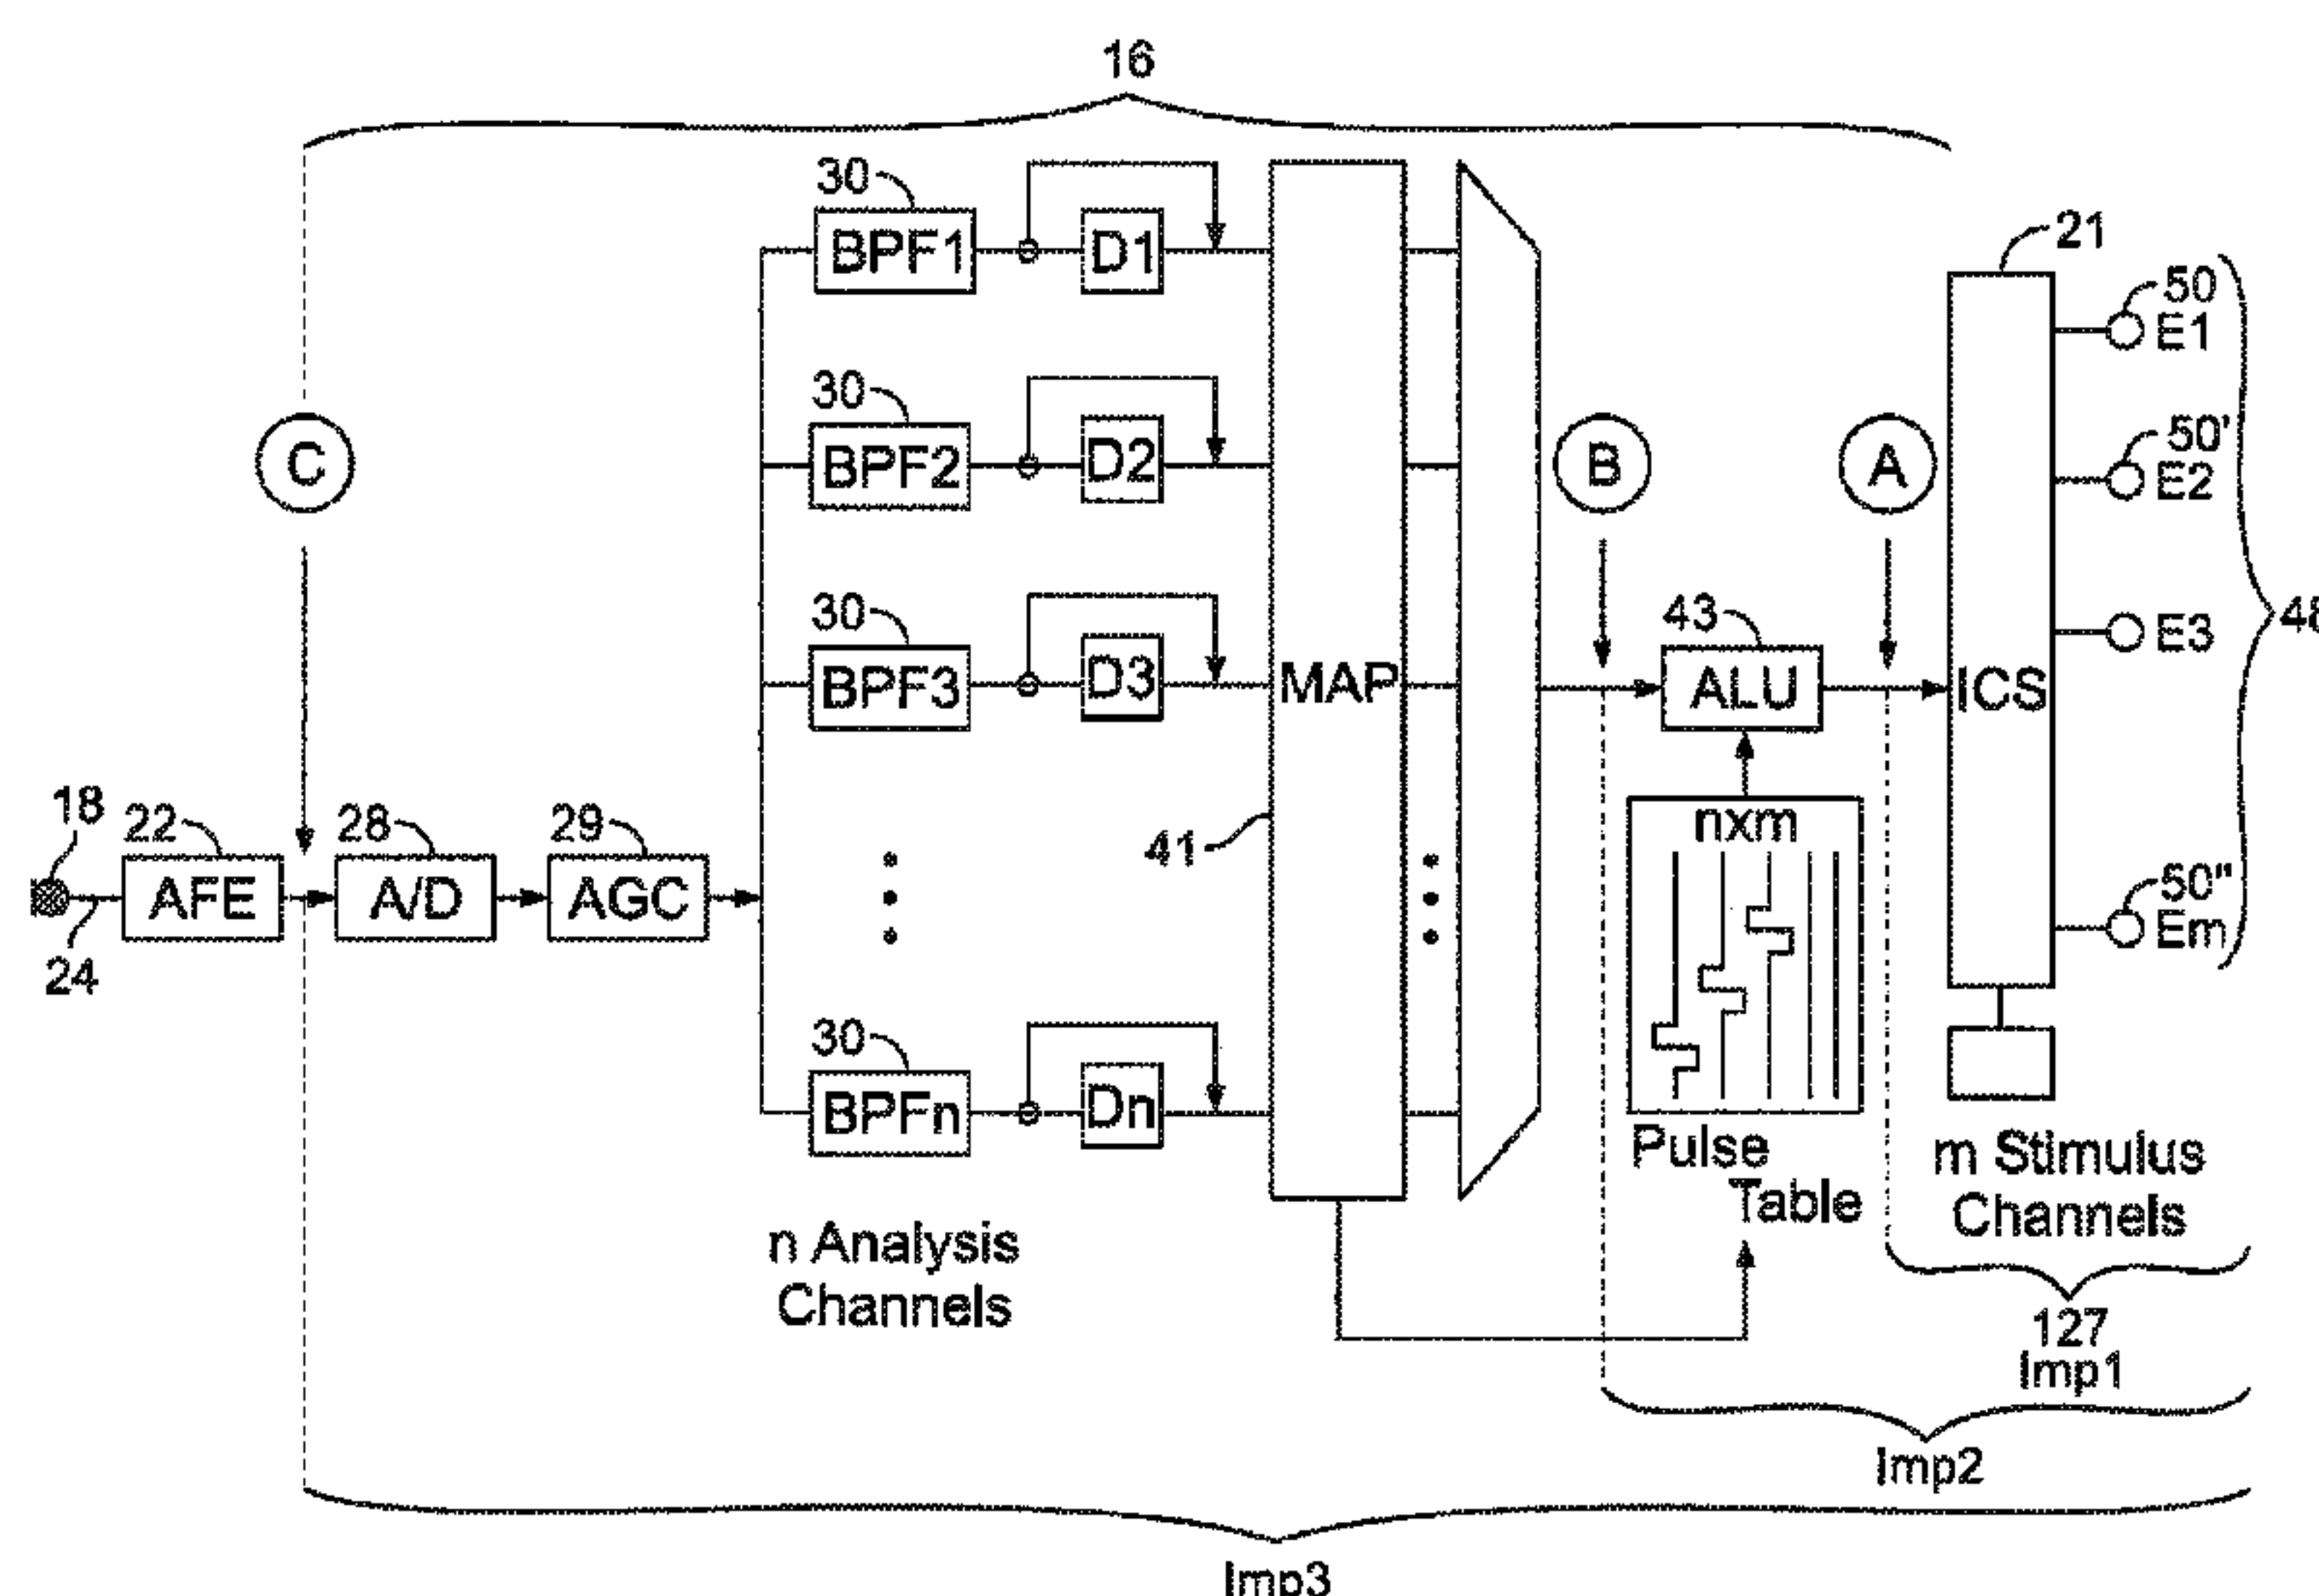 16
30
BPF1
D1
21
50
E1
30
BPF2
D2
C
B
A
50'
E2
30
BPF3
D3
MAP
43
ALU
ICS
E3
48
18
22
AFE
24
28
A/D
29
AGC
41
nxm
50"
Em
30
BPFn
Dn
Pulse
Table
m Stimulus
Channels
n Analysis
Channels
127
Imp1
Imp2
Imp3